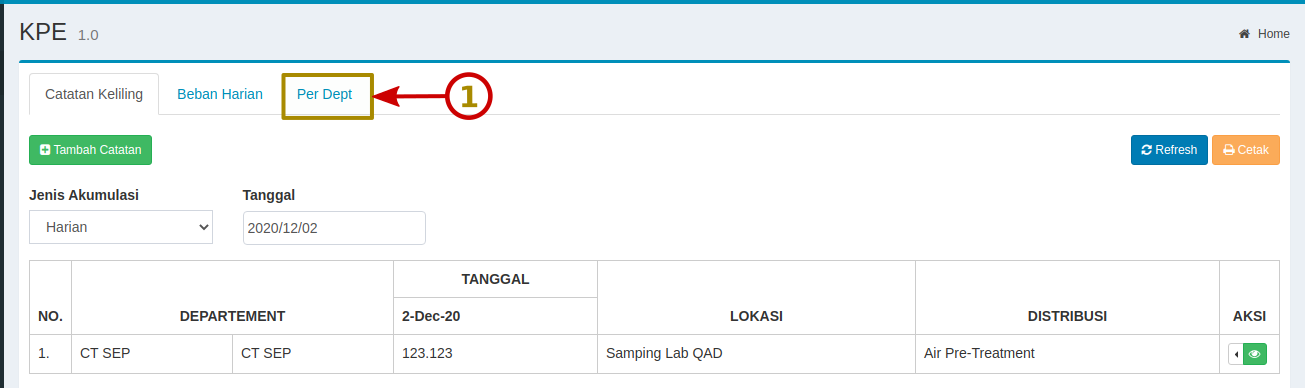 KPE 1.0
Home
Catatan Keliling Beban Harian Per Dept 1
Tambah Catatan Refresh Cetak
Jenis Akumulasi Tanggal
Harian 2020/12/02
NO. DEPARTEMENT TANGGAL LOKASI DISTRIBUSI AKSI
2-Dec-20
1. CT SEP CT SEP 123.123 Samping Lab QAD Air Pre-Treatment